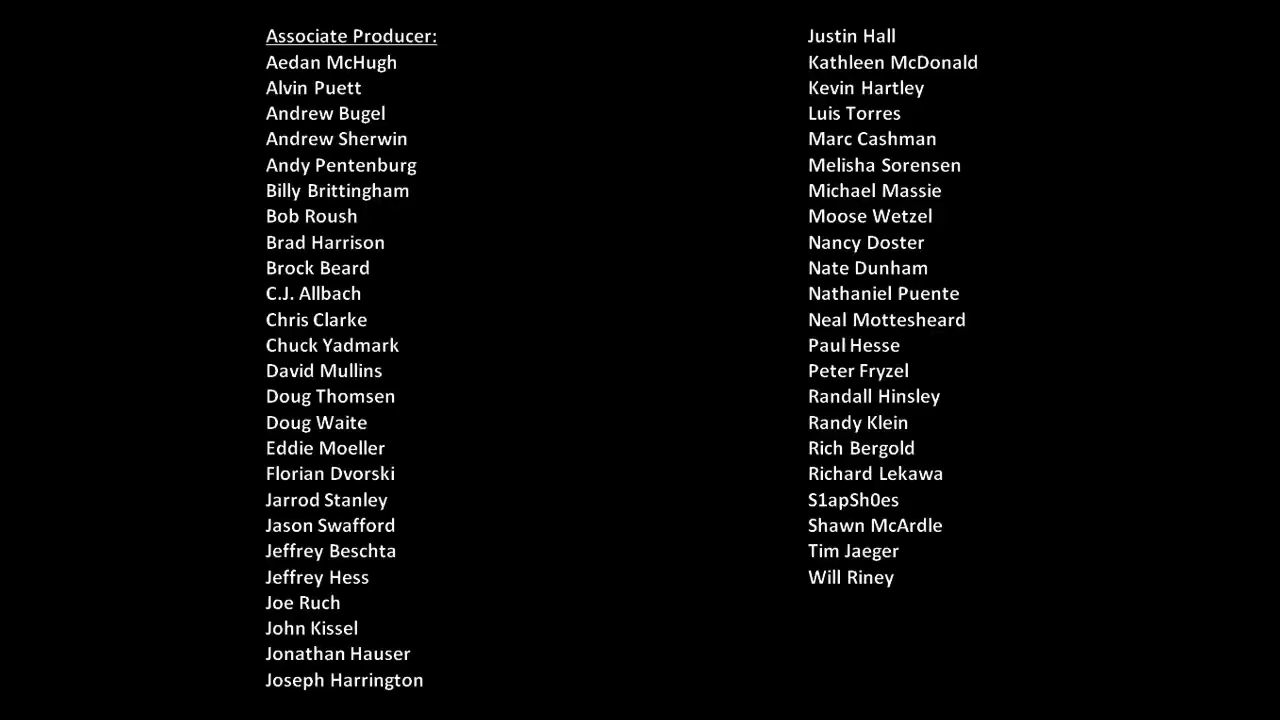 Associate Producer:
Aedan McHugh
Alvin Puett
Andrew Bugel
Andrew Sherwin
Andy Pentenburg
Billy Brittingham
Bob Roush
Brad Harrison
Brock Beard
C.J. Allbach
Chris Clarke
Chuck Yadmark
David Mullins
Doug Thomsen
Doug Waite
Eddie Moeller
Florian Dvorski
Jarrod Stanley
Jason Swafford
Jeffrey Beschta
Jeffrey Hess
Joe Ruch
John Kissel
Jonathan Hauser
Joseph Harrington
Justin Hall
Kathleen McDonald
Kevin Hartley
Luis Torres
Marc Cashman
Melisha Sorensen
Michael Massie
Moose Wetzel
Nancy Doster
Nate Dunham
Nathaniel Puente
Neal Mottesheard
Paul Hesse
Peter Fryzel
Randall Hinsley
Randy Klein
Rich Bergold
Richard Lekawa
S1apSh0es
Shawn McArdle
Tim Jaeger
Will Riney